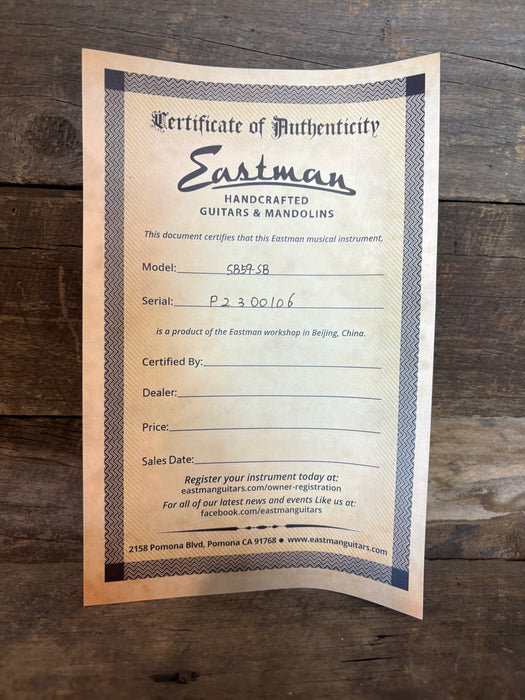 Certificate of Authenticity
Eastman
HANDCRAFTED
GUITARS & MANDOLINS
This document certifies that this Eastman musical instrument,
Model: SB59-SB
Serial: P2300106
is a product of the Eastman workshop in Beijing, China.
Certified By:
Dealer:
Price:
Sales Date:
Register your instrument today at:
eastmanguitars.com/owner-registration
For all of our latest news and events Like us at:
facebook.com/eastmanguitars
2158 Pomona Blvd, Pomona CA 91768 ● www.eastmanguitars.com